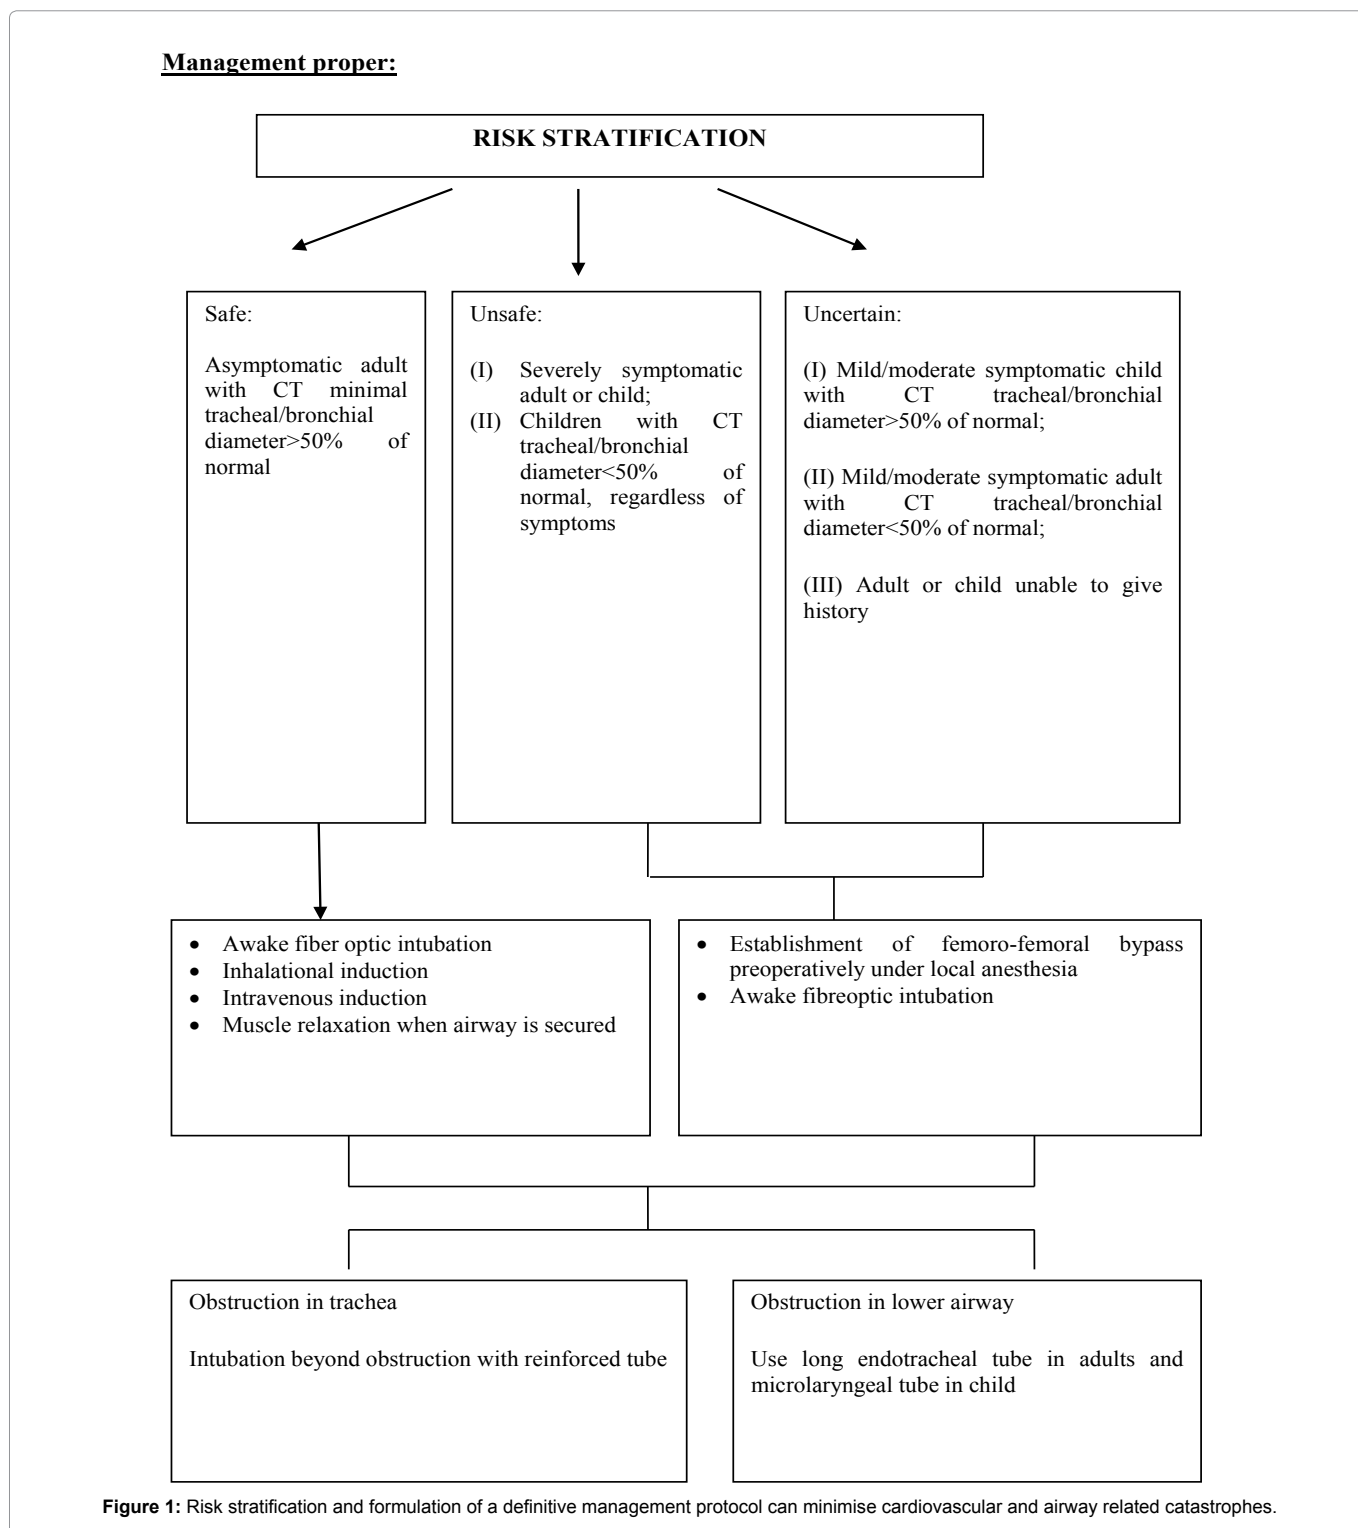 Management proper:
RISK STRATIFICATION
Safe:
Asymptomatic adult
with CT minimal
tracheal/bronchial
diameter>50% of
normal
Unsafe:
(I) Severely symptomatic
adult or child;
(II) Children with CT
tracheal/bronchial
diameter<50% of
normal, regardless of
symptoms
Uncertain:
(I) Mild/moderate symptomatic child
with CT tracheal/bronchial
diameter>50% of normal;
(II) Mild/moderate symptomatic adult
with CT tracheal/bronchial
diameter<50% of normal;
(III) Adult or child unable to give
history
• Awake fiber optic intubation
• Inhalational induction
• Intravenous induction
• Muscle relaxation when airway is secured
• Establishment of femoro-femoral bypass
preoperatively under local anesthesia
• Awake fibreoptic intubation
Obstruction in trachea
Intubation beyond obstruction with reinforced tube
Obstruction in lower airway
Use long endotracheal tube in adults and
microlaryngeal tube in child
Figure 1: Risk stratification and formulation of a definitive management protocol can minimise cardiovascular and airway related catastrophes.